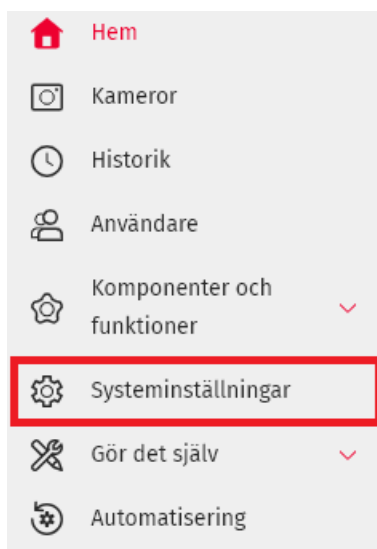 Hem
Kameror
Historik
Användare
Komponenter och
funktioner
Systeminställningar
Gör det själv
Automatisering